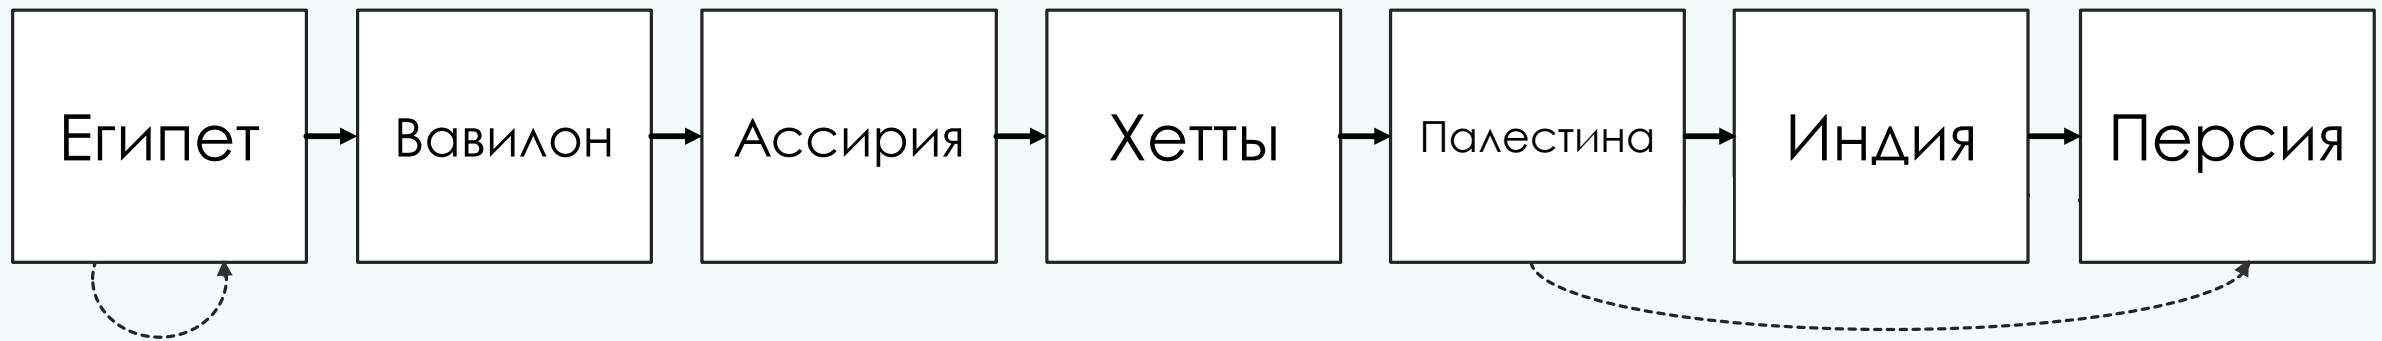 Египет
Вавилон
Ассирия
Хетты
Палестина
Индия
Персия